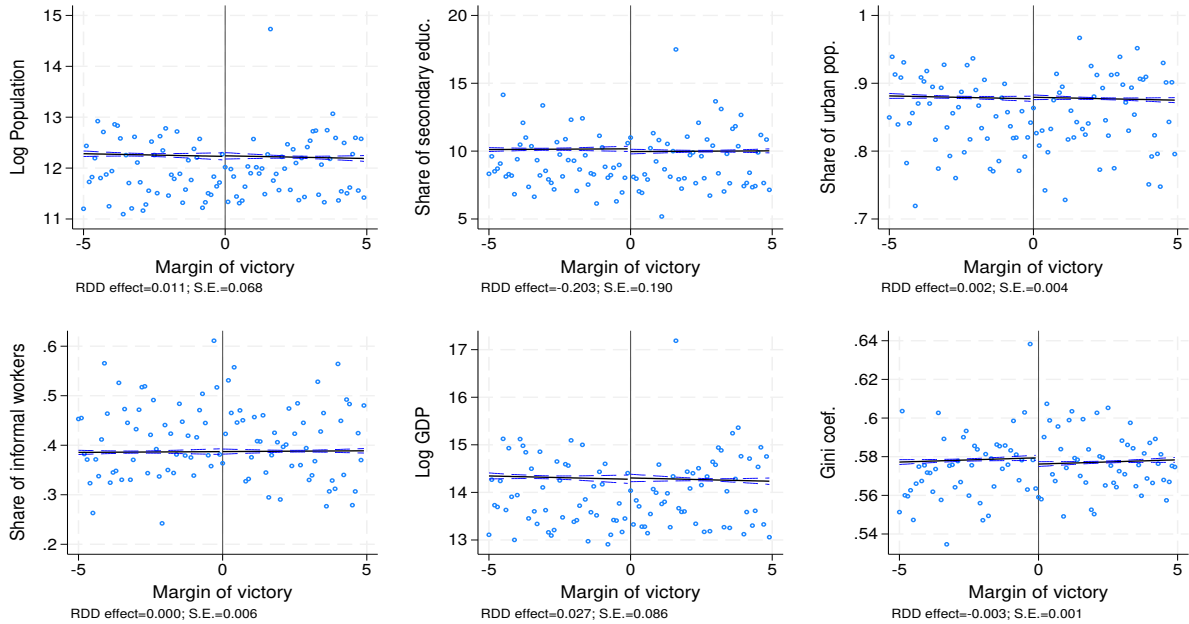 Log Population
15
14
13
12
11
-5
0
5
Margin of victory
RDD effect=0.011; S.E.=0.068
Share of secondary educ.
20
15
10
5
-5
0
5
Margin of victory
RDD effect=-0.203; S.E.=0.190
Share of urban pop.
1
.9
.8
.7
-5
0
5
Margin of victory
RDD effect=0.002; S.E.=0.004
Share of informal workers
.6
.5
.4
.3
.2
-5
0
5
Margin of victory
RDD effect=0.000; S.E.=0.006
Log GDP
17
16
15
14
13
-5
0
5
Margin of victory
RDD effect=0.027; S.E.=0.086
Gini coef.
.64
.62
.6
.58
.56
.54
-5
0
5
Margin of victory
RDD effect=-0.003; S.E.=0.001